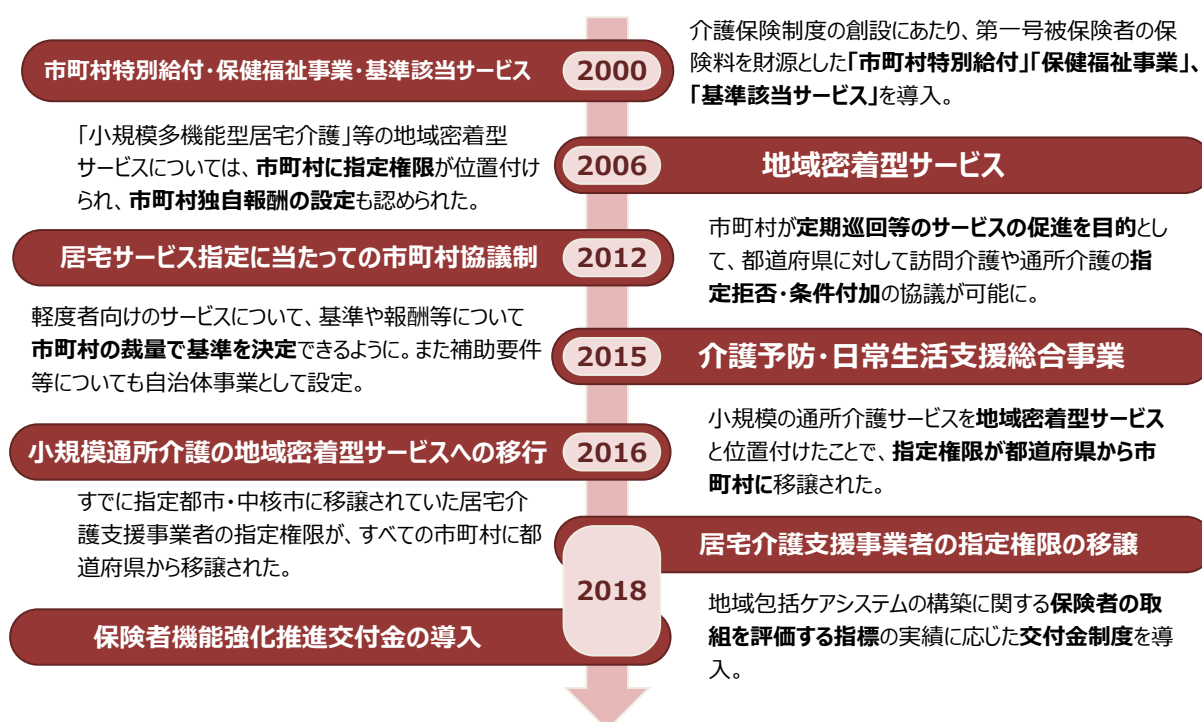 市町村特別給付・保健福祉事業・基準該当サービス
2000
介護保険制度の創設にあたり、第一号被保険者の保
険料を財源とした「市町村特別給付」「保健福祉事業」、
「基準該当サービス」を導入。
「小規模多機能型居宅介護」等の地域密着型
サービスについては、市町村に指定権限が位置付け
られ、市町村独自報酬の設定も認められた。
2006
地域密着型サービス
居宅サービス指定に当たっての市町村協議制
2012
市町村が定期巡回等のサービスの促進を目的とし
て、都道府県に対して訪問介護や通所介護の指
定拒否・条件付加の協議が可能に。
軽度者向けのサービスについて、基準や報酬等について
市町村の裁量で基準を決定できるように。また補助要件
等についても自治体事業として設定。
2015
介護予防・日常生活支援総合事業
小規模通所介護の地域密着型サービスへの移行
2016
小規模の通所介護サービスを地域密着型サービス
と位置付けたことで、指定権限が都道府県から市
町村に移譲された。
すでに指定都市・中核市に移譲されていた居宅介
護支援事業者の指定権限が、すべての市町村に都
道府県から移譲された。
2018
居宅介護支援事業者の指定権限の移譲
保険者機能強化推進交付金の導入
地域包括ケアシステムの構築に関する保険者の取
組を評価する指標の実績に応じた交付金制度を導
入。